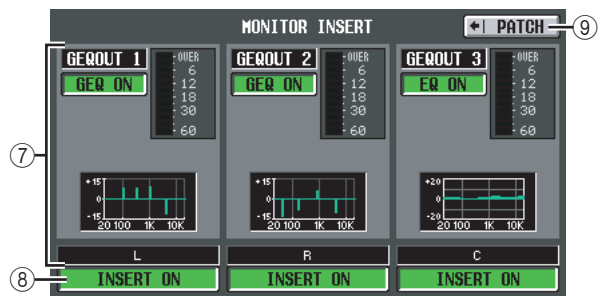 MONITOR INSERT
PATCH
⑨
⑦
GEQOUT 1
GEQ ON
OVER
6
12
18
30
60
+15
0
-15
20 100 1K 10K
L
GEQOUT 2
GEQ ON
OVER
6
12
18
30
60
+15
0
-15
20 100 1K 10K
R
GEQOUT 3
EQ ON
OVER
6
12
18
30
60
+20
0
-20
20 100 1K 10K
C
⑧
INSERT ON
INSERT ON
INSERT ON